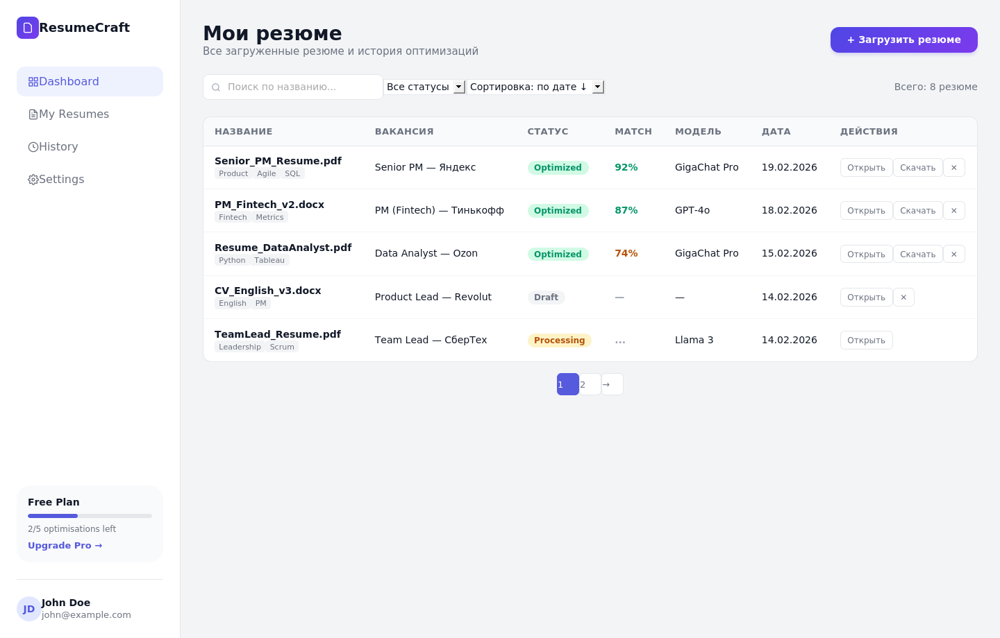 ResumeCraft
Dashboard
My Resumes
History
Settings
Free Plan
2/5 optimisations left
Upgrade Pro →
JD
John Doe
john@example.com
Мои резюме
Все загруженные резюме и история оптимизаций
+ Загрузить резюме
Поиск по названию... Все статусы Сортировка: по дате ↓ Всего: 8 резюме
НАЗВАНИЕ ВАКАНСИЯ СТАТУС MATCH МОДЕЛЬ ДАТА ДЕЙСТВИЯ
Senior_PM_Resume.pdf
Product Agile SQL
Senior PM — Яндекс Optimized 92% GigaChat Pro 19.02.2026 Открыть Скачать ✕
PM_Fintech_v2.docx
Fintech Metrics
PM (Fintech) — Тинькофф Optimized 87% GPT-4o 18.02.2026 Открыть Скачать ✕
Resume_DataAnalyst.pdf
Python Tableau
Data Analyst — Ozon Optimized 74% GigaChat Pro 15.02.2026 Открыть Скачать ✕
CV_English_v3.docx
English PM
Product Lead — Revolut Draft — — 14.02.2026 Открыть ✕
TeamLead_Resume.pdf
Leadership Scrum
Team Lead — СберТех Processing ... Llama 3 14.02.2026 Открыть
1 2 →